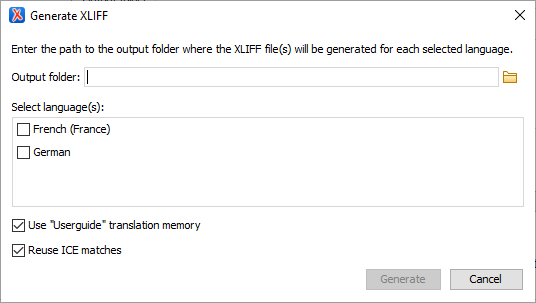 Generate XLIFF
Enter the path to the output folder where the XLIFF file(s) will be generated for each selected language.
Output folder:
Select language(s):
French (France)
German
Use "Userguide" translation memory
Reuse ICE matches
Generate Cancel